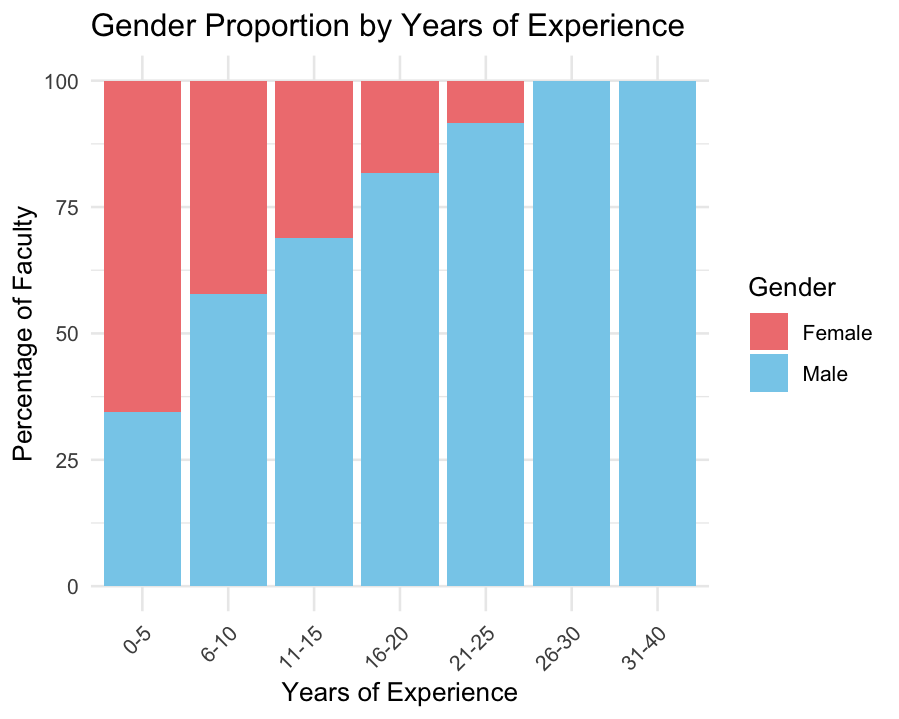 Gender Proportion by Years of Experience
100
75
50
25
0
Percentage of Faculty
0-5
6-10
11-15
16-20
21-25
26-30
31-40
Years of Experience
Gender
Female
Male